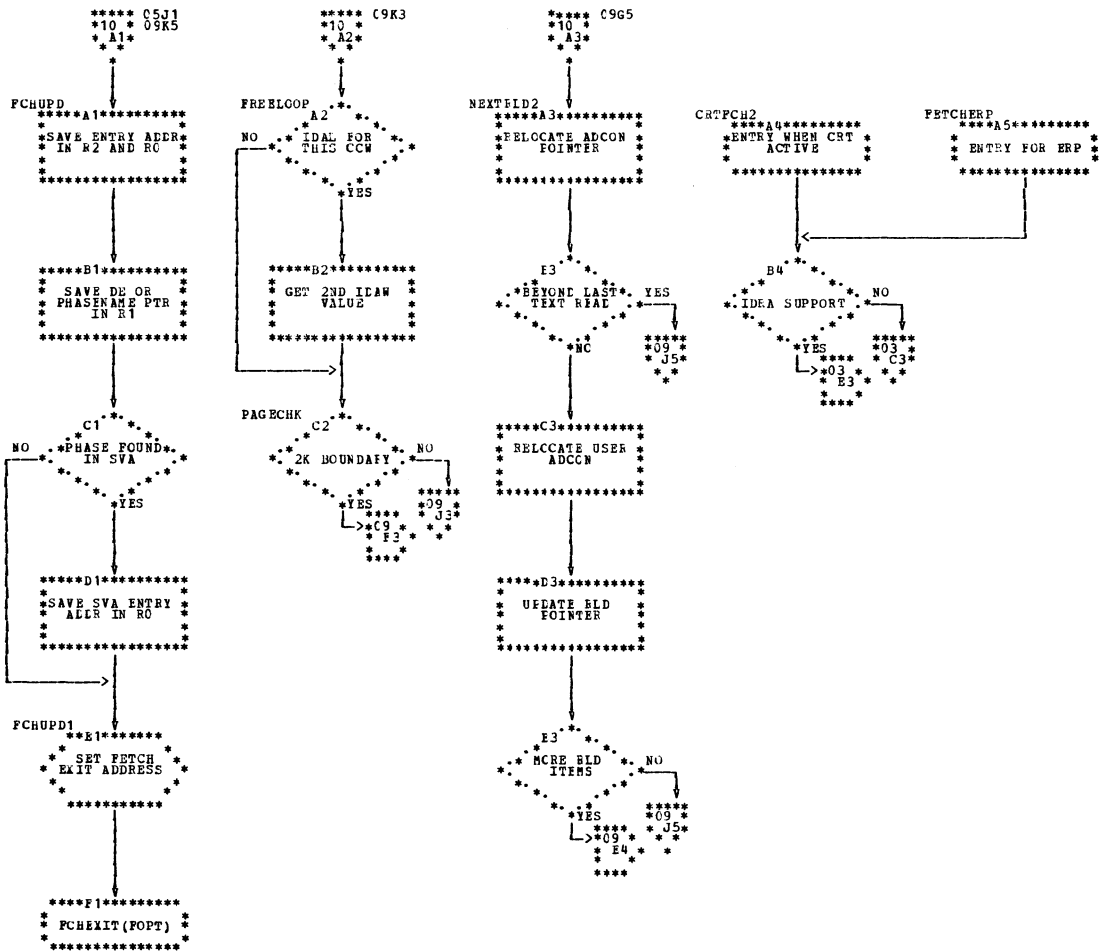 05J1
09K5
10
A1
FCHUPD
A1
SAVE ENTRY ADDR
IN R2 AND R0
B1
SAVE DE OR
PHASENAME PTR
IN R1
C1
NO
PHASE FOUND
IN SVA
YES
D1
SAVE SVA ENTRY
ADDR IN R0
FCHUPD1
E1
SET FETCH
EXIT ADDRESS
F1
FCHEXIT(FOPT)
C9K3
10
A2
FREELOOP
A2
NO
IDAL FOR
THIS CCW
YES
B2
GET 2ND IDAW
VALUE
PAGECHK
C2
2K BOUNDARY
NO
YES
09
J3
C9
F3
C9G5
10
A3
NEXTRLD2
A3
RELOCATE ADCON
POINTER
B3
BEYOND LAST
TEXT READ
YES
NO
09
J5
C3
RELOCATE USER
ADCON
D3
UPDATE RLD
POINTER
E3
MORE RLD
ITEMS
NO
YES
09
J5
09
E4
CRTFCH2
A4
ENTRY WHEN CRT
ACTIVE
FETCHERP
A5
ENTRY FOR ERP
B4
IDRA SUPPORT
NO
YES
03
C3
03
E3